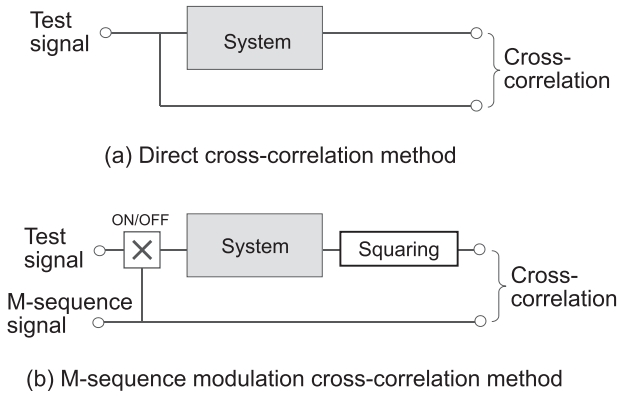 Test
signal
System
Cross-
correlation
(a) Direct cross-correlation method
ON/OFF
Test
signal
System
Squaring
Cross-
correlation
M-sequence
signal
(b) M-sequence modulation cross-correlation method